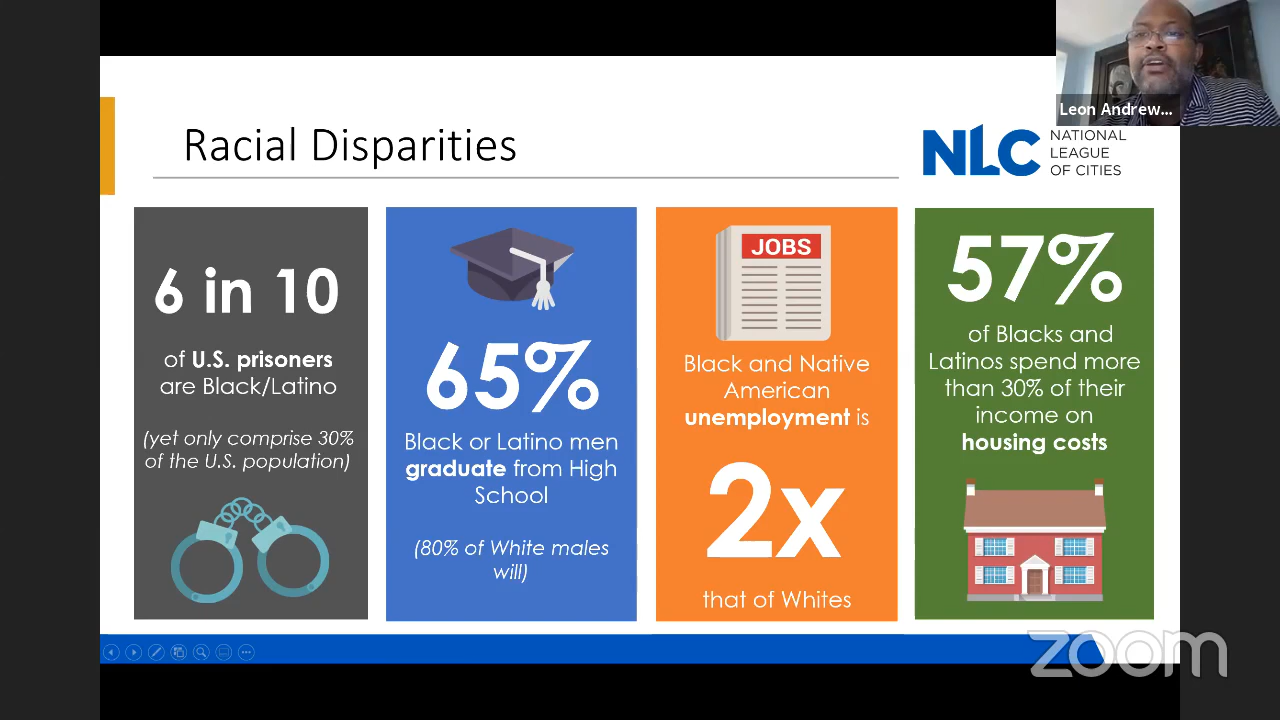 Leon Andrew...
Racial Disparities
NLC
NATIONAL
LEAGUE
OF CITIES
6 in 10
of U.S. prisoners
are Black/Latino
(yet only comprise 30%
of the U.S. population)
65%
Black or Latino men
graduate from High
School
(80% of White males
will)
JOBS
Black and Native
American
unemployment is
2x
that of Whites
57%
of Blacks and
Latinos spend more
than 30% of their
income on
housing costs
zoom